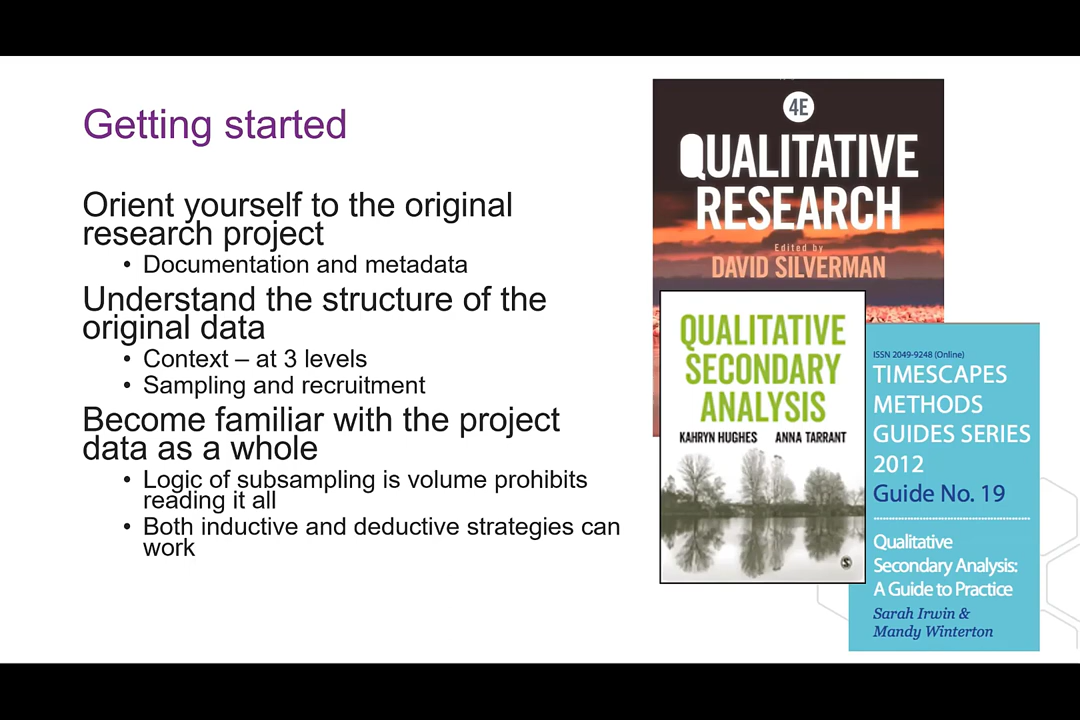 Getting started
Orient yourself to the original
research project
• Documentation and metadata
Understand the structure of the
original data
• Context – at 3 levels
• Sampling and recruitment
Become familiar with the project
data as a whole
• Logic of subsampling is volume prohibits
reading it all
• Both inductive and deductive strategies can
work
4E
QUALITATIVE
RESEARCH
Edited by
DAVID SILVERMAN
QUALITATIVE
SECONDARY
ANALYSIS
KAHRYN HUGHES ANNA TARRANT
ISSN 2049-9248 (Online)
TIMESCAPES
METHODS
GUIDES SERIES
2012
Guide No. 19
Qualitative
Secondary Analysis:
A Guide to Practice
Sarah Irwin &
Mandy Winterton